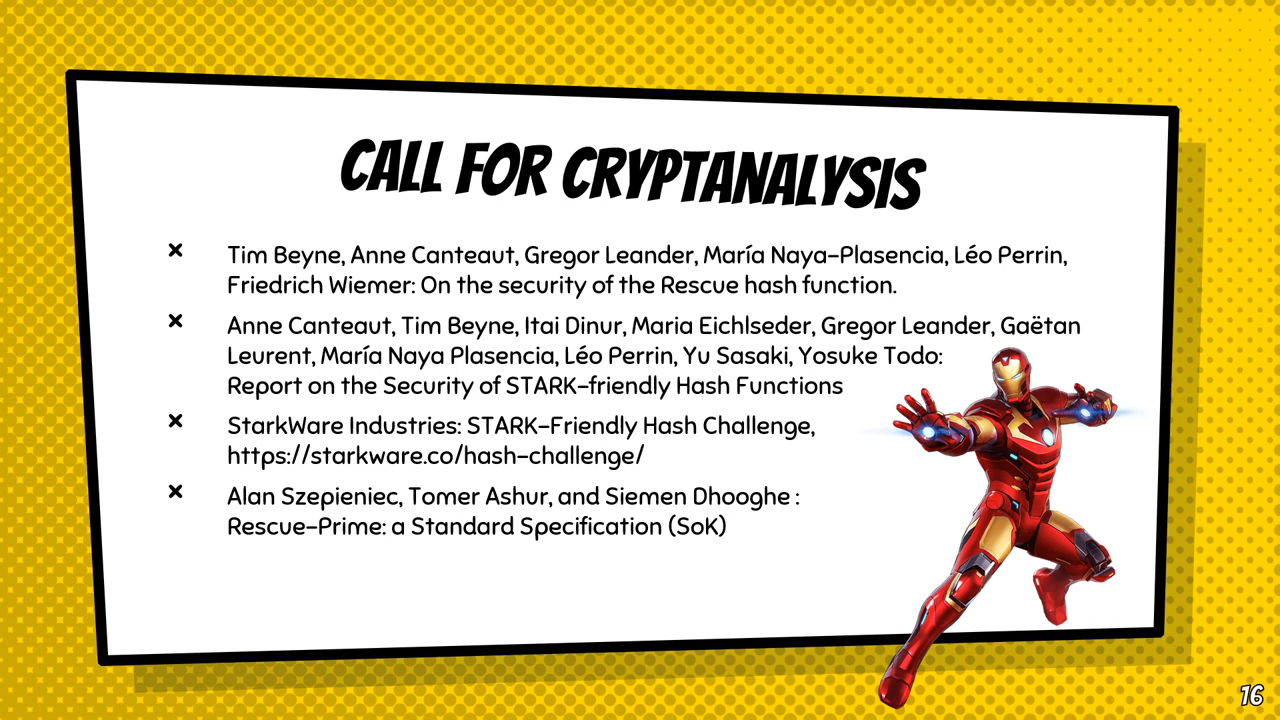 CALL FOR CRYPTANALYSIS
× Tim Beyne, Anne Canteaut, Gregor Leander, María Naya-Plasencia, Léo Perrin,
Friedrich Wiemer: On the security of the Rescue hash function.
× Anne Canteaut, Tim Beyne, Itai Dinur, Maria Eichlseder, Gregor Leander, Gaëtan
Leurent, María Naya Plasencia, Léo Perrin, Yu Sasaki, Yosuke Todo:
Report on the Security of STARK-friendly Hash Functions
× StarkWare Industries: STARK-Friendly Hash Challenge,
https://starkware.co/hash-challenge/
× Alan Szepieniec, Tomer Ashur, and Siemen Dhooghe :
Rescue-Prime: a Standard Specification (SoK)
16